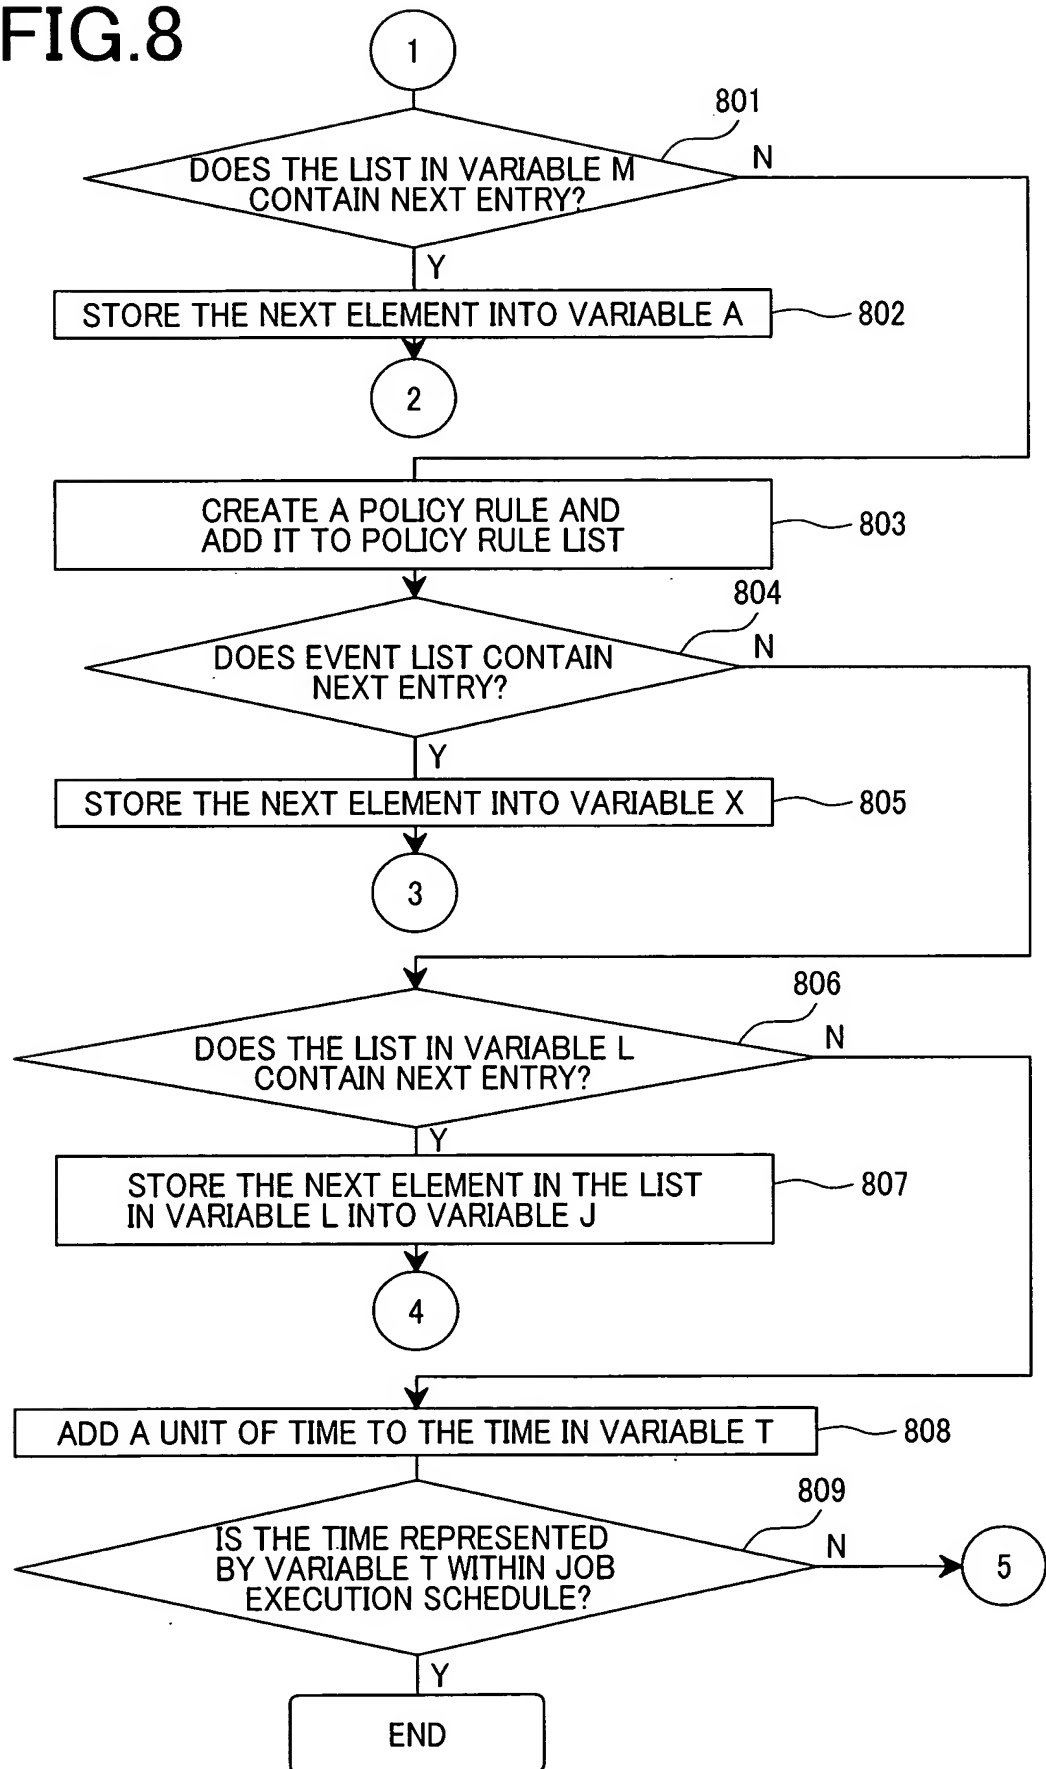 FIG.8
1
801
DOES THE LIST IN VARIABLE M
CONTAIN NEXT ENTRY?
N
Y
STORE THE NEXT ELEMENT INTO VARIABLE A
802
2
CREATE A POLICY RULE AND
ADD IT TO POLICY RULE LIST
803
804
DOES EVENT LIST CONTAIN
NEXT ENTRY?
N
Y
STORE THE NEXT ELEMENT INTO VARIABLE X
805
3
806
DOES THE LIST IN VARIABLE L
CONTAIN NEXT ENTRY?
N
Y
STORE THE NEXT ELEMENT IN THE LIST
IN VARIABLE L INTO VARIABLE J
807
4
ADD A UNIT OF TIME TO THE TIME IN VARIABLE T
808
809
IS THE TIME REPRESENTED
BY VARIABLE T WITHIN JOB
EXECUTION SCHEDULE?
N
5
Y
END